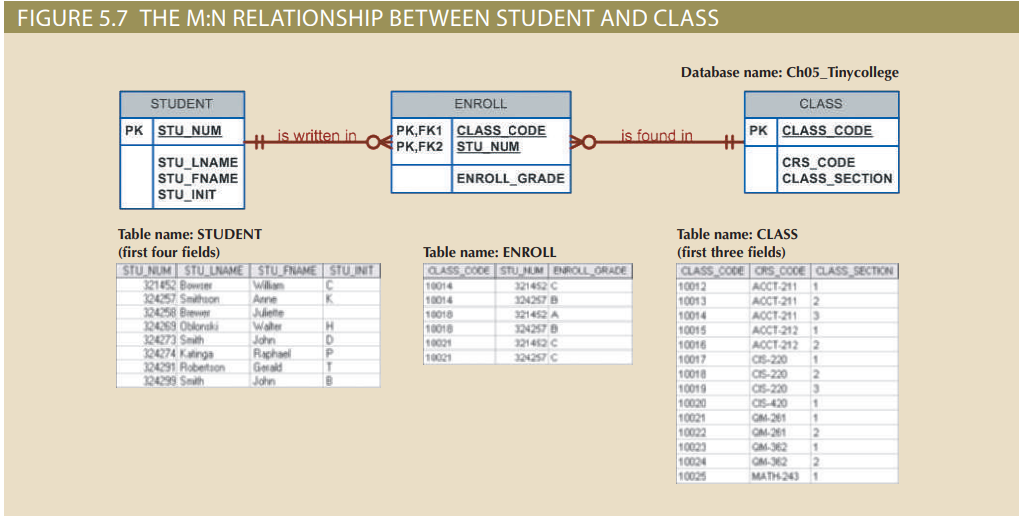 FIGURE 5.7 THE M:N RELATIONSHIP BETWEEN STUDENT AND CLASS
Database name: Ch05_Tinycollege
STUDENT
PK STU_NUM
STU_LNAME
STU_FNAME
STU_INIT
is written in
ENROLL
PK,FK1 CLASS_CODE
PK,FK2 STU_NUM
ENROLL_GRADE
is found in
CLASS
PK CLASS_CODE
CRS_CODE
CLASS_SECTION
Table name: STUDENT
(first four fields)
STU_NUM STU_LNAME STU_FNAME STU_INIT
321452 Bowser William C
324257 Smithson Anne K
324258 Brewer Juliette
324269 Oblonski Walter H
324273 Smith John D
324274 Katinga Raphael P
324291 Robertson Gerald T
324299 Smith John B
Table name: ENROLL
CLASS_CODE STU_NUM ENROLL_GRADE
10014 321452 C
10014 324257 B
10018 321452 A
10018 324257 B
10021 321452 C
10021 324257 C
Table name: CLASS
(first three fields)
CLASS_CODE CRS_CODE CLASS_SECTION
10012 ACCT-211 1
10013 ACCT-211 2
10014 ACCT-211 3
10015 ACCT-212 1
10016 ACCT-212 2
10017 CIS-220 1
10018 CIS-220 2
10019 CIS-220 3
10020 CIS-420 1
10021 QM-261 1
10022 QM-261 2
10023 QM-362 1
10024 QM-362 2
10025 MATH-243 1